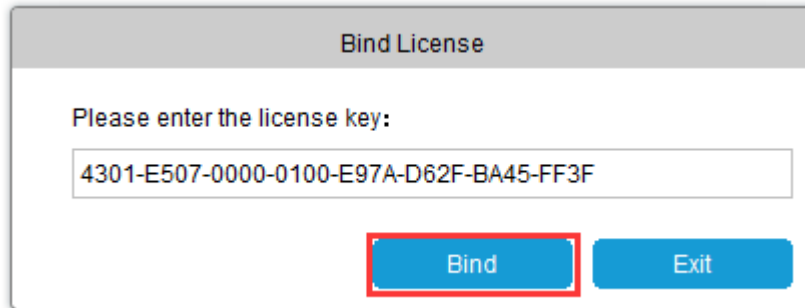 Bind License
Please enter the license key:
4301-E507-0000-0100-E97A-D62F-BA45-FF3F
Bind Exit